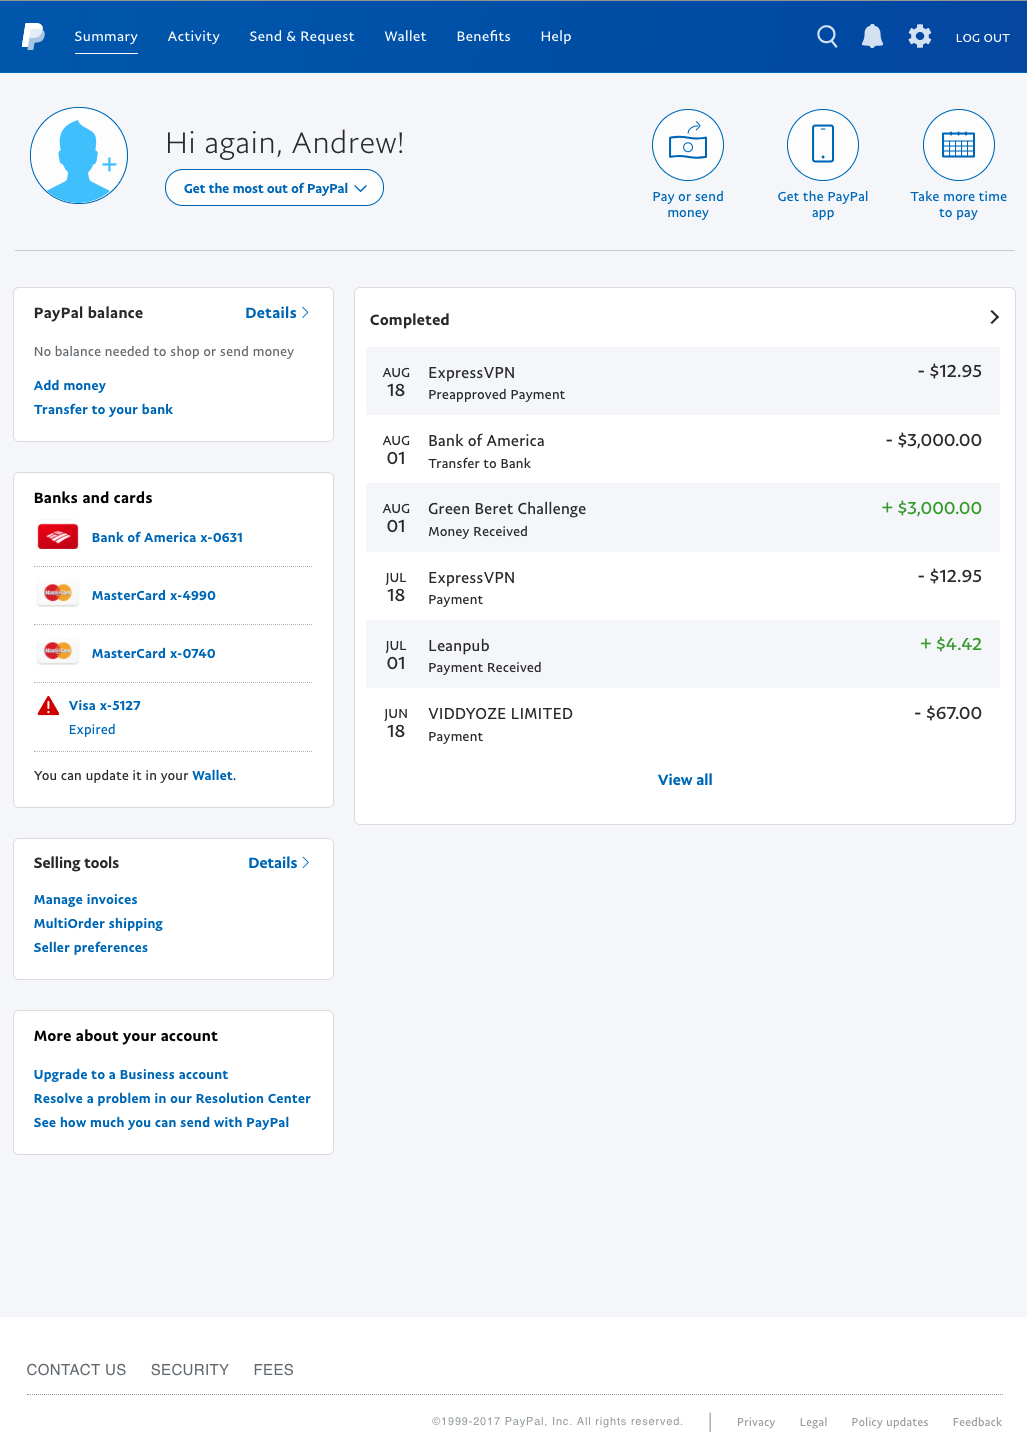 Summary Activity Send & Request Wallet Benefits Help LOG OUT
Hi again, Andrew!
Get the most out of PayPal
Pay or send
money
Get the PayPal
app
Take more time
to pay
PayPal balance Details
No balance needed to shop or send money
Add money
Transfer to your bank
Banks and cards
Bank of America x-0631
MasterCard
MasterCard x-4990
MasterCard
MasterCard x-0740
Visa x-5127
Expired
You can update it in your Wallet.
Selling tools Details
Manage invoices
MultiOrder shipping
Seller preferences
More about your account
Upgrade to a Business account
Resolve a problem in our Resolution Center
See how much you can send with PayPal
Completed
AUG 18 ExpressVPN - $12.95
Preapproved Payment
AUG 01 Bank of America - $3,000.00
Transfer to Bank
AUG 01 Green Beret Challenge + $3,000.00
Money Received
JUL 18 ExpressVPN - $12.95
Payment
JUL 01 Leanpub + $4.42
Payment Received
JUN 18 VIDDYOZE LIMITED - $67.00
Payment
View all
CONTACT US SECURITY FEES
©1999-2017 PayPal, Inc. All rights reserved. | Privacy Legal Policy updates Feedback